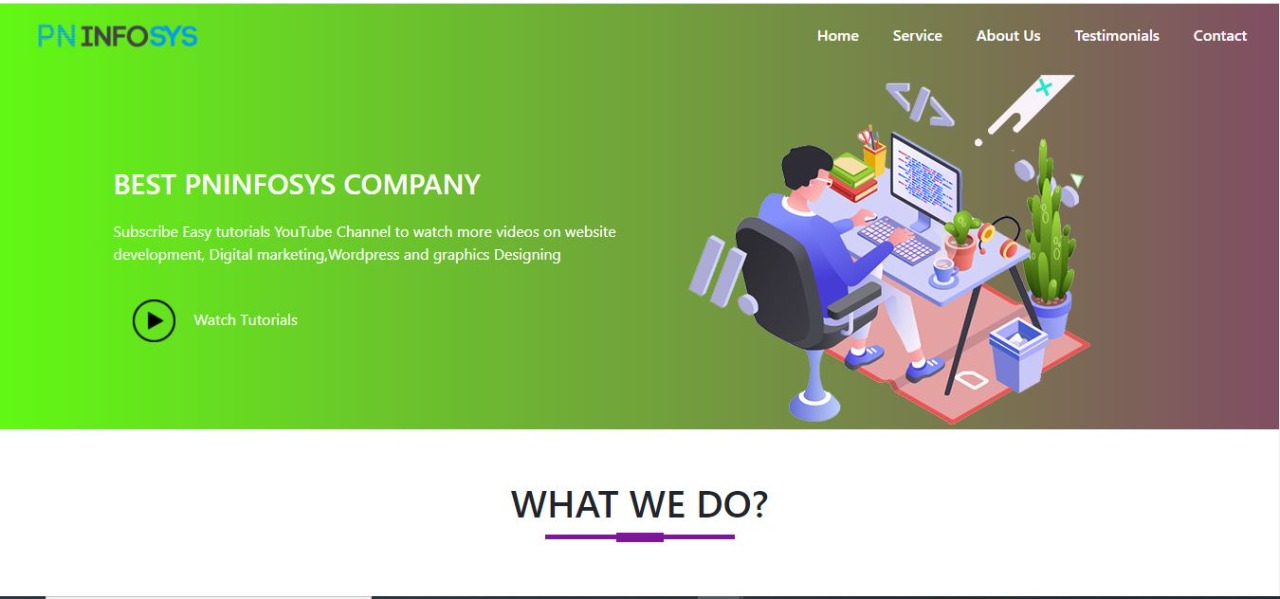 PN INFOSYS
Home Service About Us Testimonials Contact
BEST PNINFOSYS COMPANY
Subscribe Easy tutorials YouTube Channel to watch more videos on website
development, Digital marketing,Wordpress and graphics Designing
Watch Tutorials
WHAT WE DO?